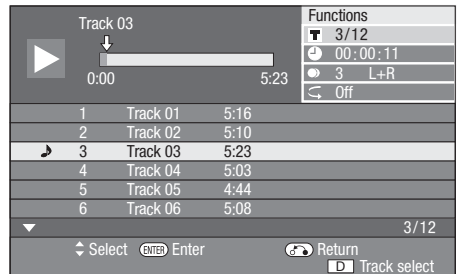 Track 03
0:00 5:23
Functions
T 3/12
00:00:11
3 L+R
Off
1 Track 01 5:16
2 Track 02 5:10
3 Track 03 5:23
4 Track 04 5:03
5 Track 05 4:44
6 Track 06 5:08
3/12
Select ENTER Enter Return
D Track select